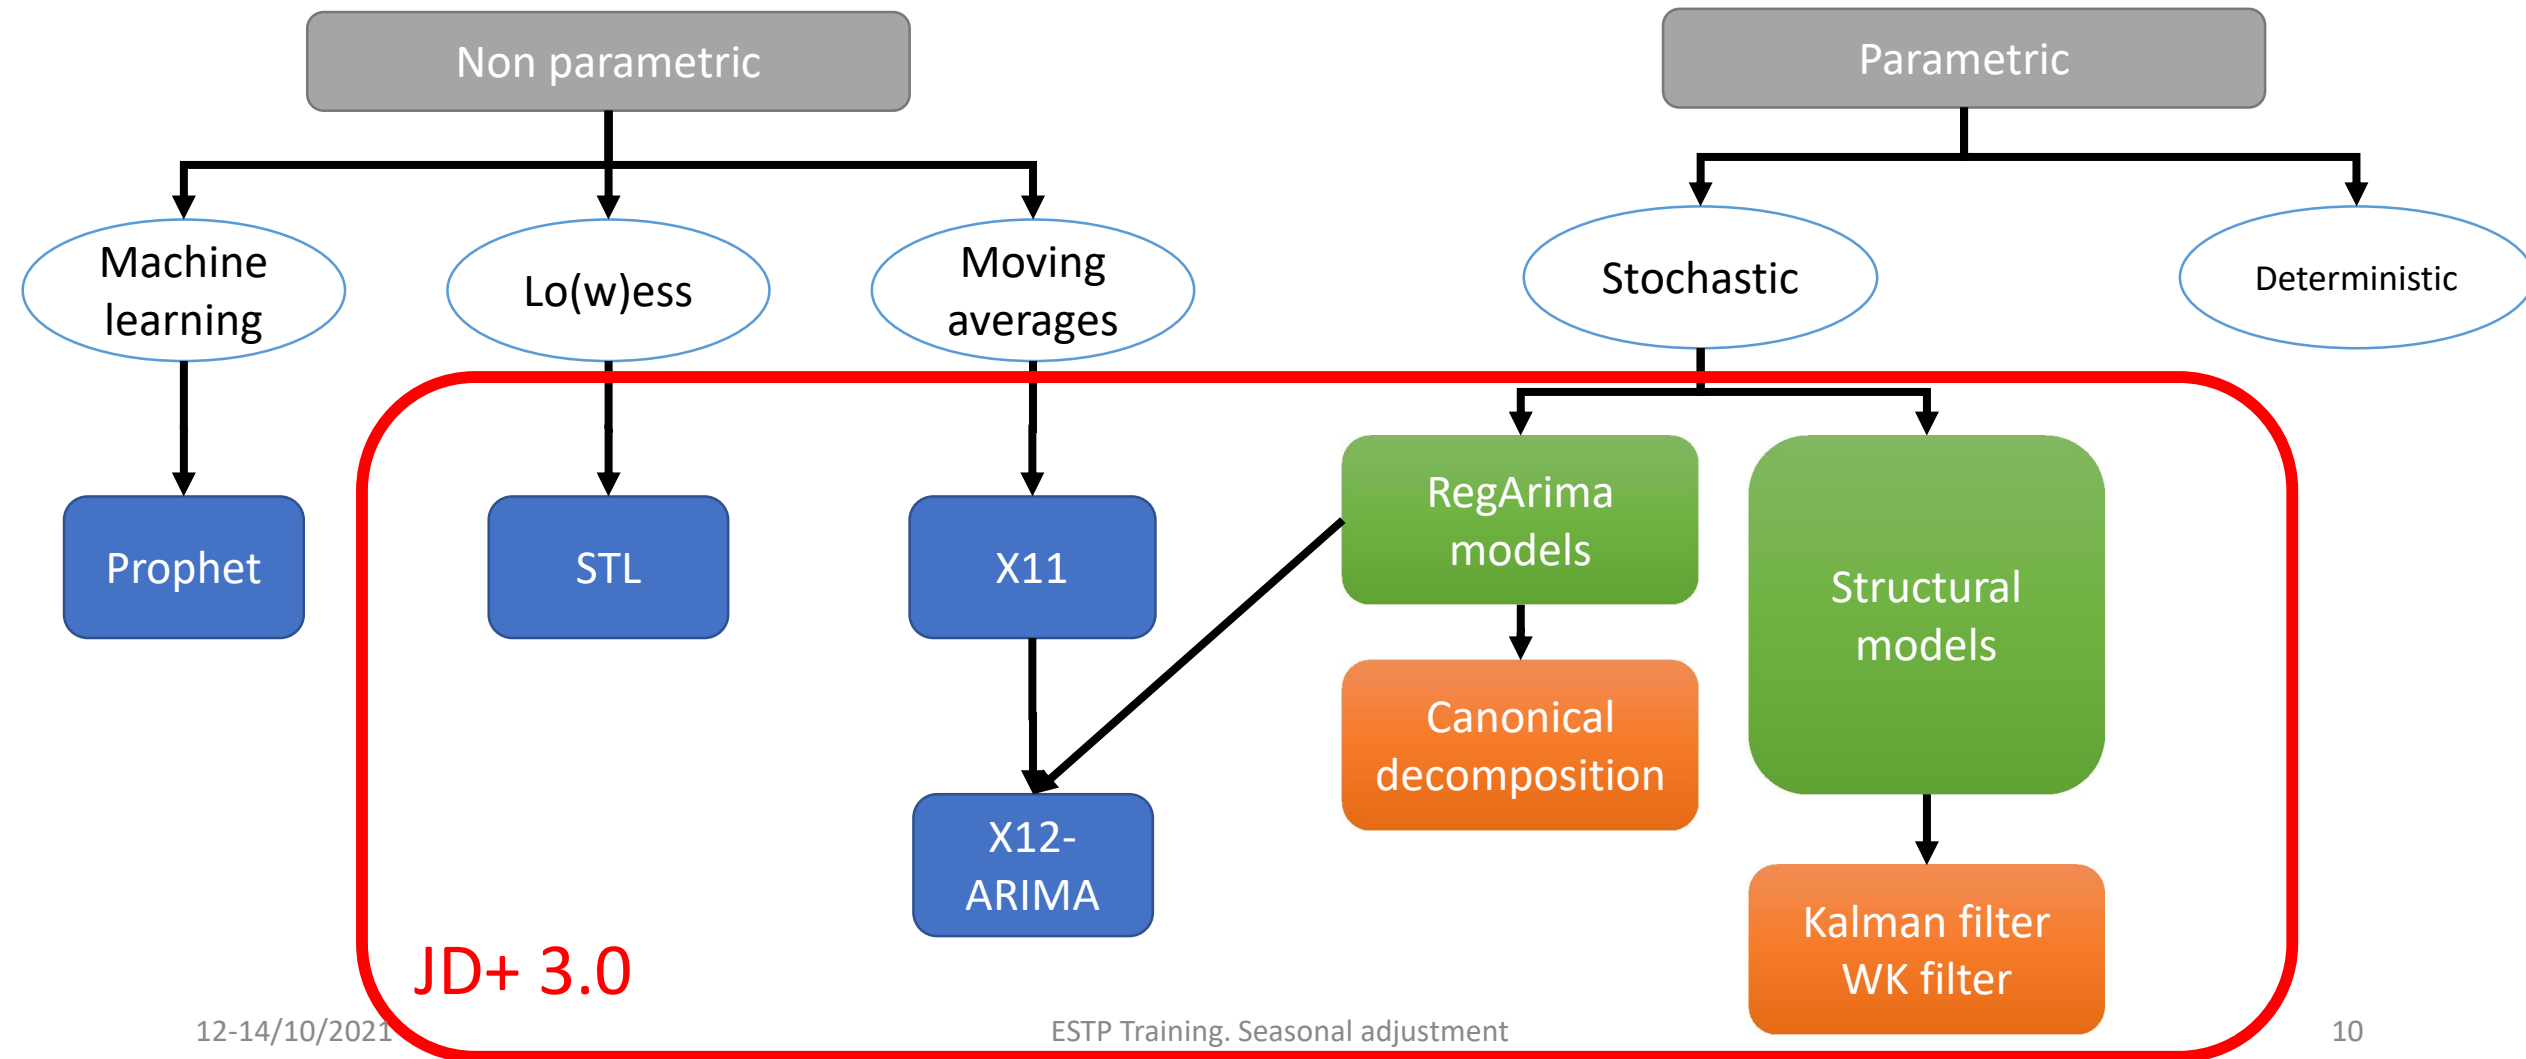 Non parametric
Parametric
Machine
learning
Lo(w)ess
Moving
averages
Stochastic
Deterministic
Prophet
STL
X11
RegArima
models
Structural
models
Canonical
decomposition
X12-
ARIMA
Kalman filter
WK filter
JD+ 3.0
12-14/10/2021
ESTP Training. Seasonal adjustment
10